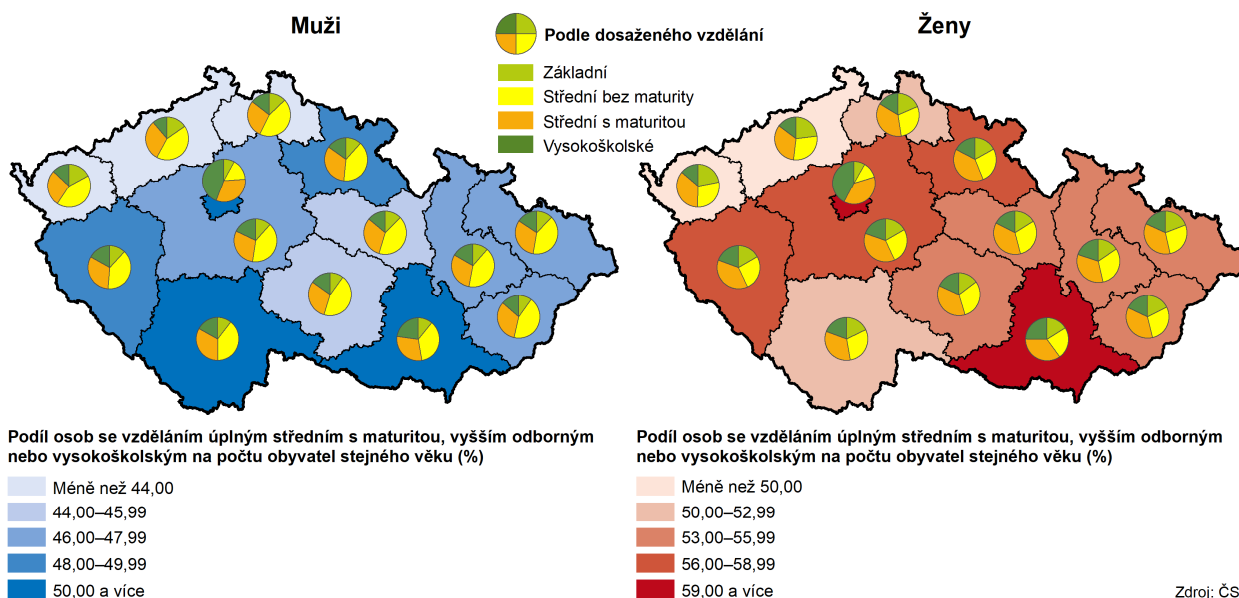 Muži
Podle dosaženého vzdělání
Základní
Střední bez maturity
Střední s maturitou
Vysokoškolské
Ženy
Podíl osob se vzděláním úplným středním s maturitou, vyšším odborným
nebo vysokoškolským na počtu obyvatel stejného věku (%)
Méně než 44,00
44,00–45,99
46,00–47,99
48,00–49,99
50,00 a více
Podíl osob se vzděláním úplným středním s maturitou, vyšším odborným
nebo vysokoškolským na počtu obyvatel stejného věku (%)
Méně než 50,00
50,00–52,99
53,00–55,99
56,00–58,99
59,00 a více
Zdroj: ČS